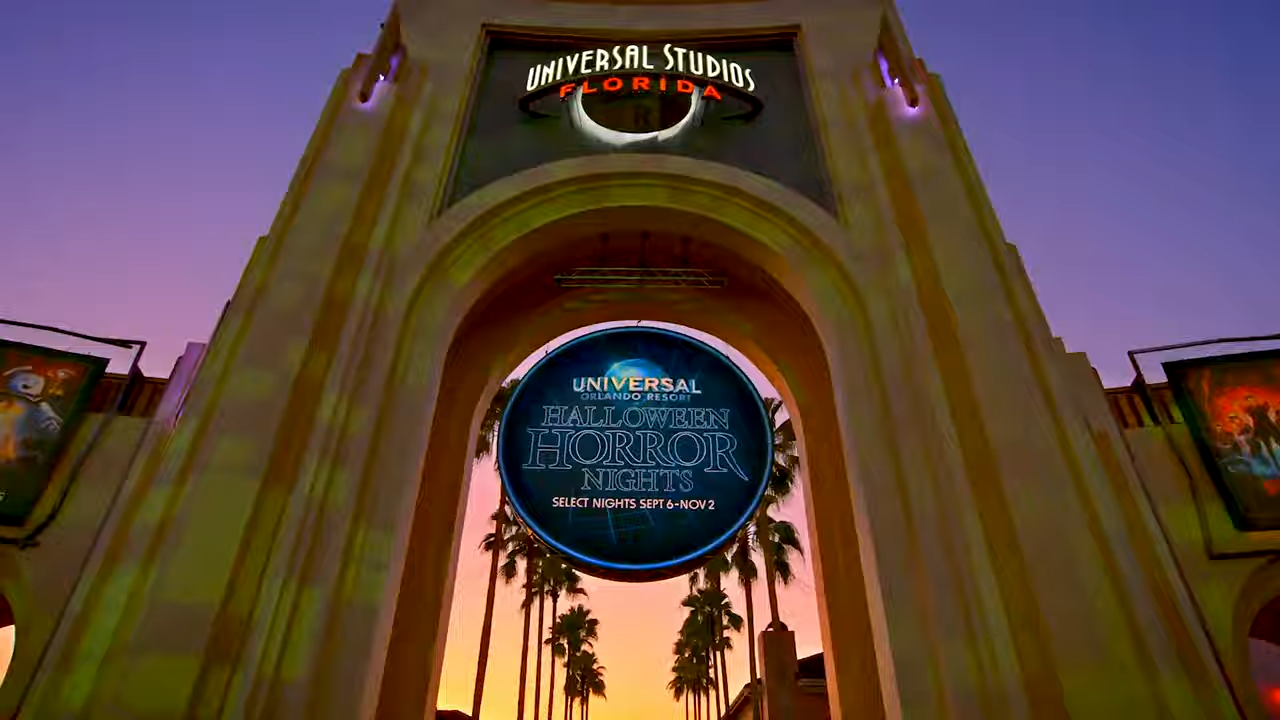 UNIVERSAL STUDIOS
FLORIDA
UNIVERSAL
ORLANDO RESORT
HALLOWEEN
HORROR
NIGHTS
SELECT NIGHTS SEPT 6-NOV 2